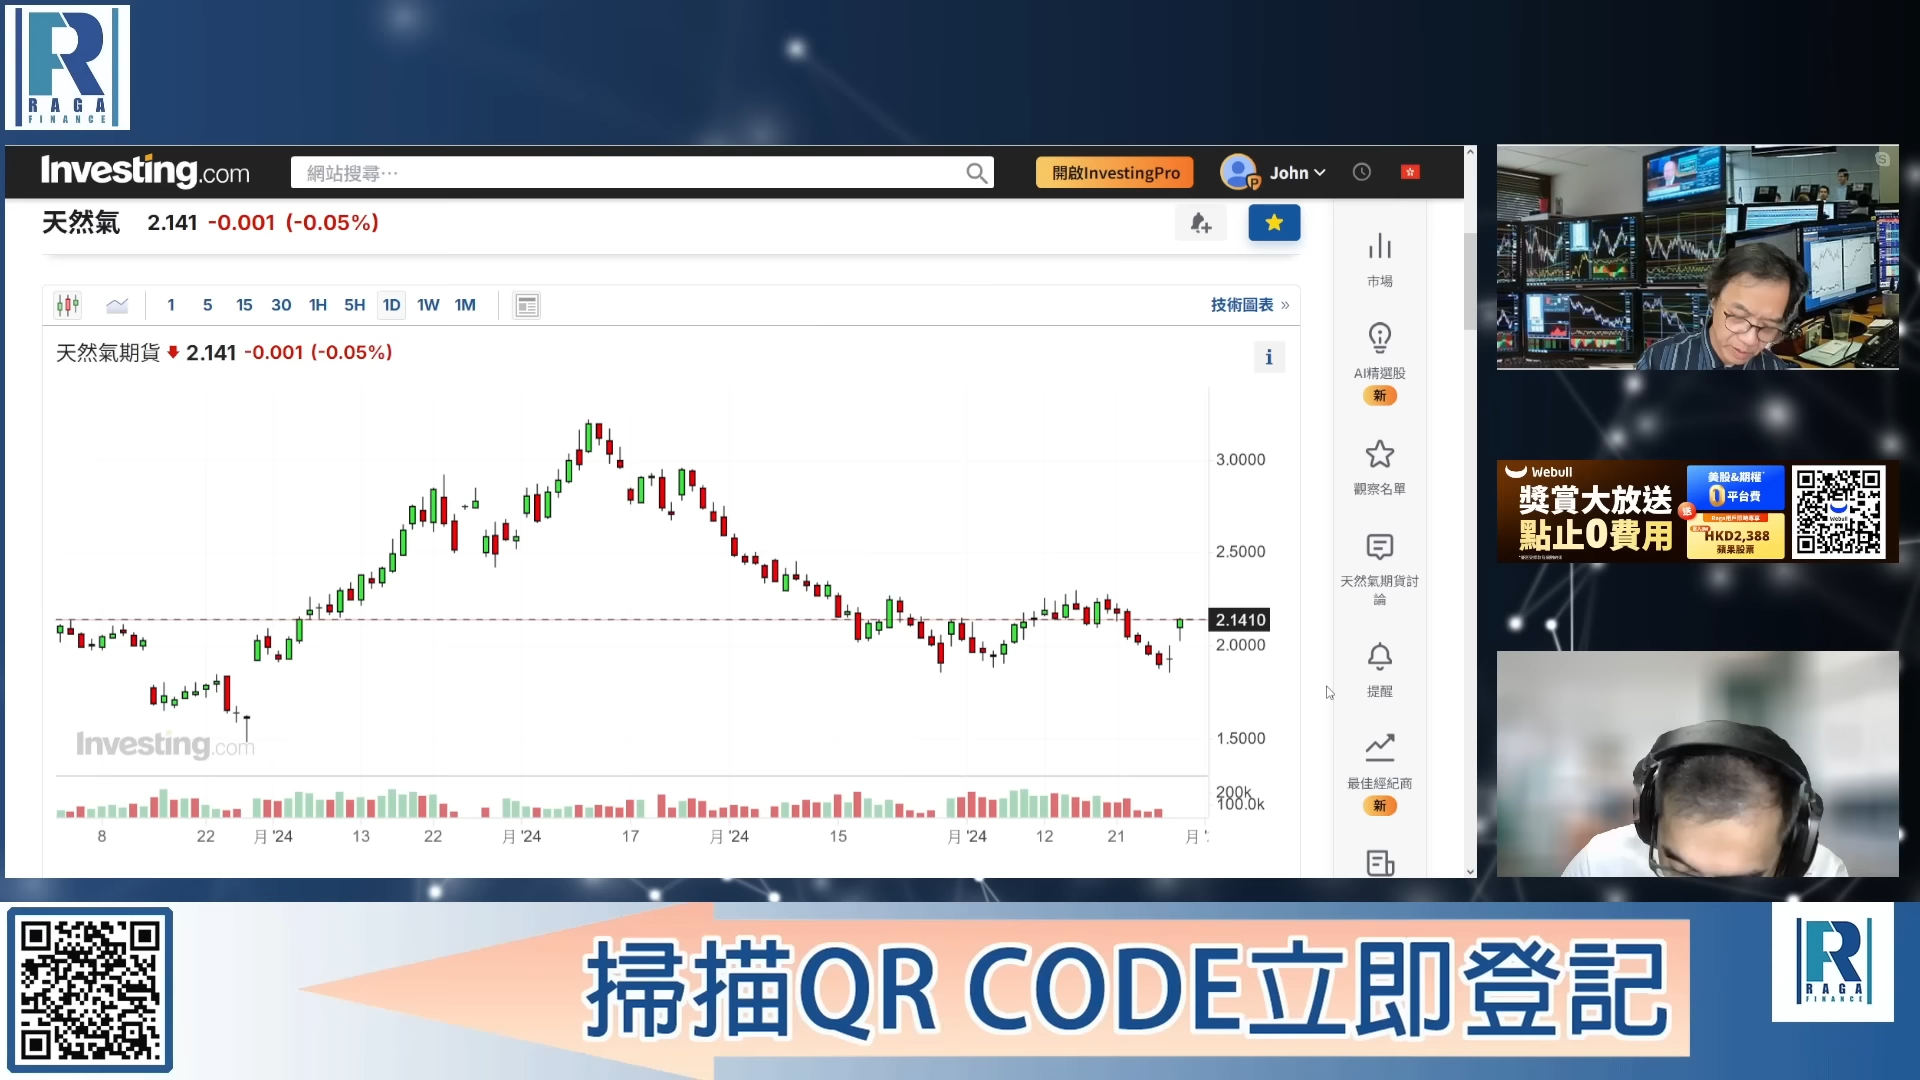 RAGA
FINANCE
Investing.com
網站搜尋…
開啟InvestingPro
John
天然氣 2.141 -0.001 (-0.05%)
1 5 15 30 1H 5H 1D 1W 1M
技術圖表 »
天然氣期貨 2.141 -0.001 (-0.05%)
3.0000
2.5000
2.1410
2.0000
1.5000
200k
100.0k
Investing.com
8 22 月 '24 13 22 月 '24 17 月 '24 15 月 '24 12 21 月 '
市場
AI精選股
新
觀察名單
天然氣期貨討
論
提醒
最佳經紀商
新
Webull
獎賞大放送
點止0費用
美股&期權
0平台費
送
HKD2,388
蘋果股票
Webull
掃描QR CODE立即登記
RAGA
FINANCE